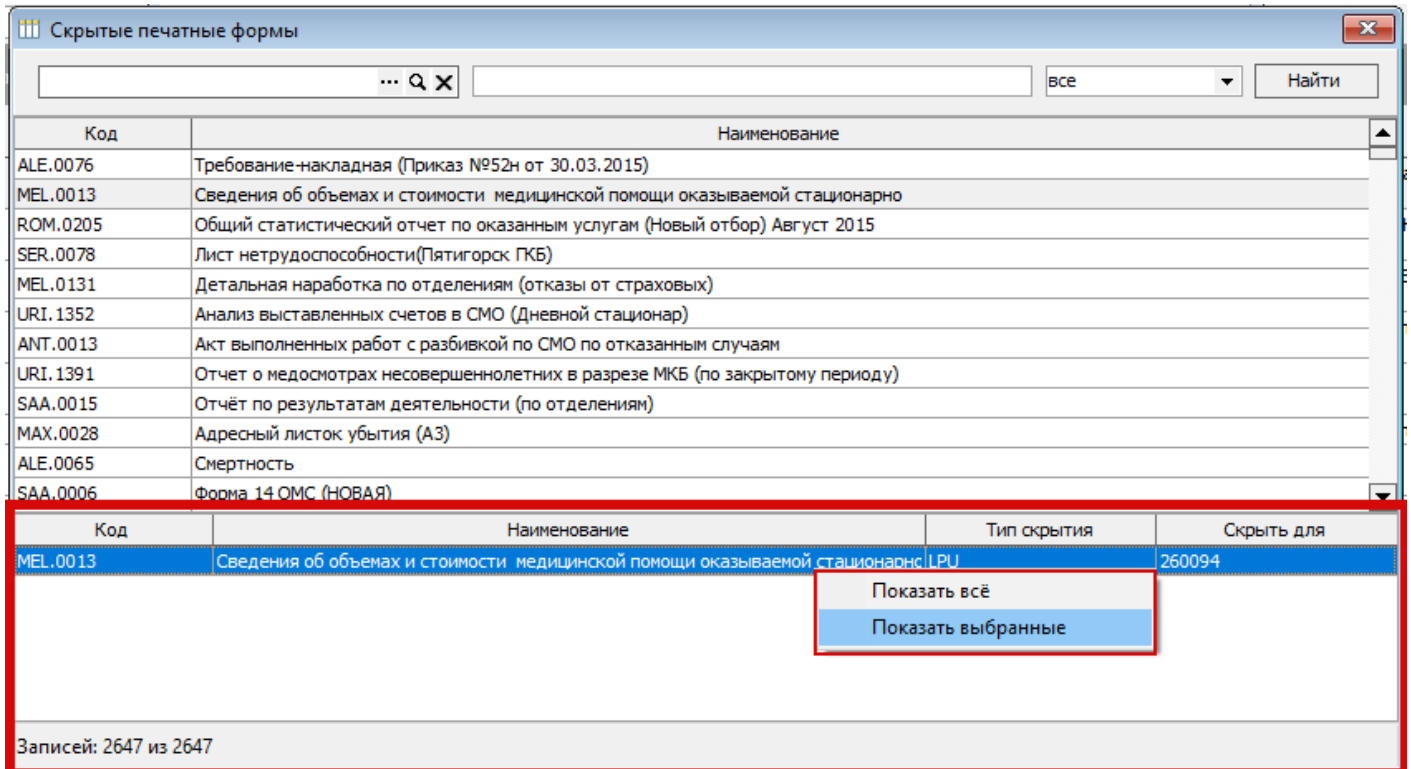 Скрытые печатные формы
все Найти
Код Наименование
ALE.0076 Требование-накладная (Приказ №52н от 30.03.2015)
MEL.0013 Сведения об объемах и стоимости медицинской помощи оказываемой стационарно
ROM.0205 Общий статистический отчет по оказанным услугам (Новый отбор) Август 2015
SER.0078 Лист нетрудоспособности(Пятигорск ГКБ)
MEL.0131 Детальная наработка по отделениям (отказы от страховых)
URI.1352 Анализ выставленных счетов в СМО (Дневной стационар)
ANT.0013 Акт выполненных работ с разбивкой по СМО по отказанным случаям
URI.1391 Отчет о медосмотрах несовершеннолетних в разрезе МКБ (по закрытому периоду)
SAA.0015 Отчёт по результатам деятельности (по отделениям)
MAX.0028 Адресный листок убытия (А3)
ALE.0065 Смертность
SAA.0006 Форма 14 ОМС (НОВАЯ)
Код Наименование Тип скрытия Скрыть для
MEL.0013 Сведения об объемах и стоимости медицинской помощи оказываемой стационарно LPU 260094
Показать всё
Показать выбранные
Записей: 2647 из 2647